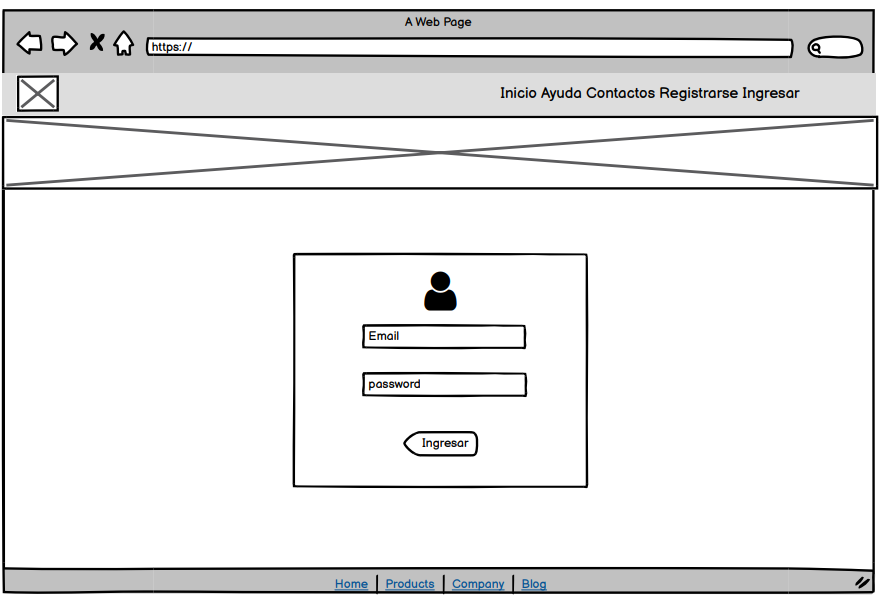 A Web Page
https://
Inicio Ayuda Contactos Registrarse Ingresar
Email
password
Ingresar
Home Products Company Blog